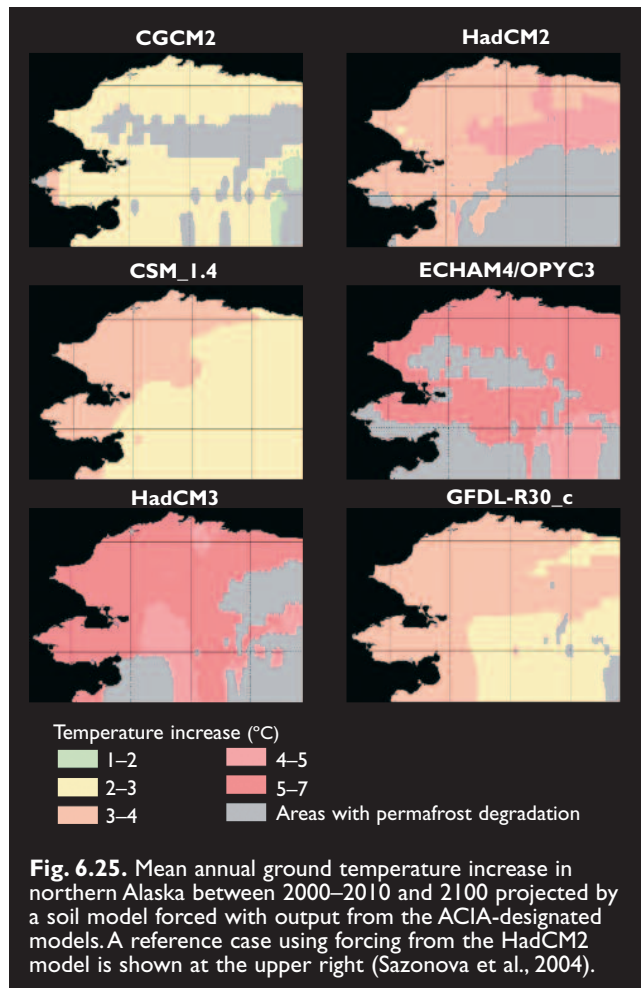 CGCM2
HadCM2
CSM_1.4
ECHAM4/OPYC3
HadCM3
GFDL-R30_c
Temperature increase (ºC)
1–2
2–3
3–4
4–5
5–7
Areas with permafrost degradation
Fig. 6.25. Mean annual ground temperature increase in
northern Alaska between 2000–2010 and 2100 projected by
a soil model forced with output from the ACIA-designated
models. A reference case using forcing from the HadCM2
model is shown at the upper right (Sazonova et al., 2004).